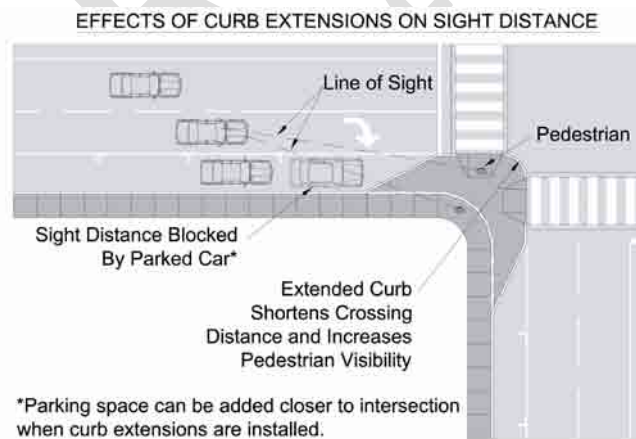 EFFECTS OF CURB EXTENSIONS ON SIGHT DISTANCE
Line of Sight
Pedestrian
Sight Distance Blocked
By Parked Car*
Extended Curb
Shortens Crossing
Distance and Increases
Pedestrian Visibility
*Parking space can be added closer to intersection
when curb extensions are installed.